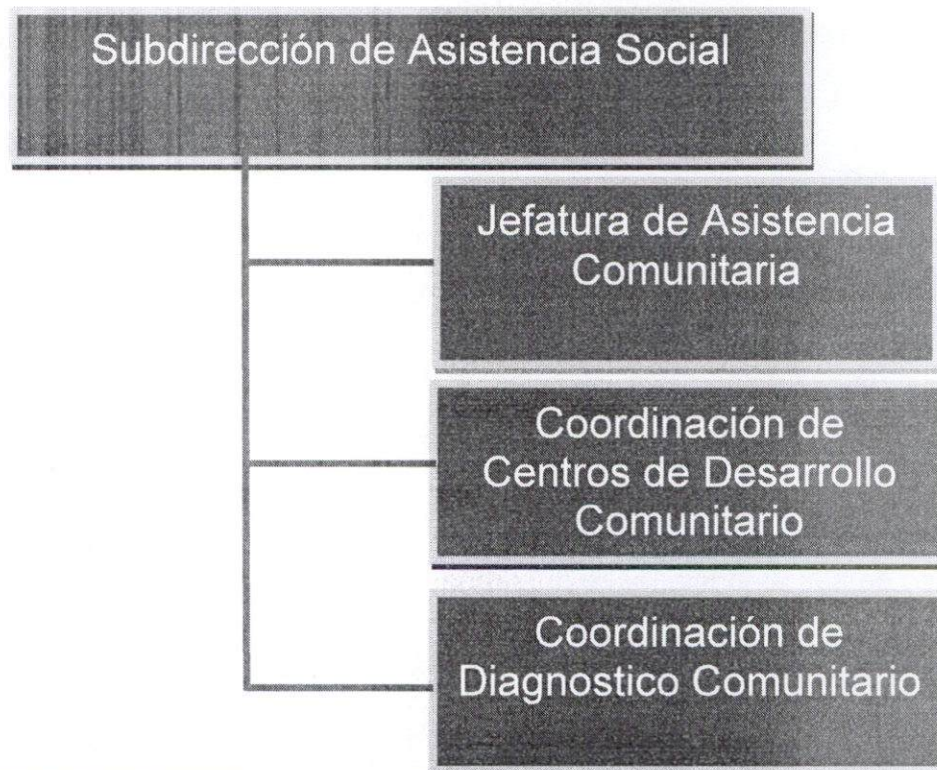 Subdirección de Asistencia Social
Jefatura de Asistencia
Comunitaria
Coordinación de
Centros de Desarrollo
Comunitario
Coordinación de
Diagnostico Comunitario